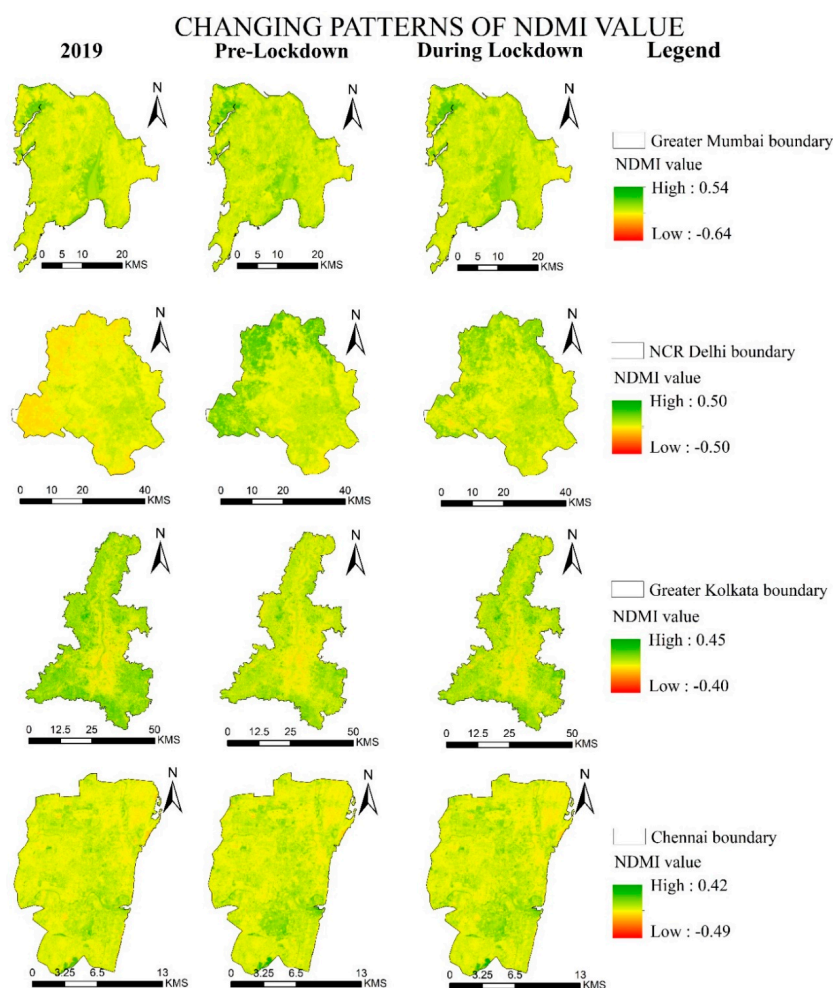 CHANGING PATTERNS OF NDMI VALUE
2019 Pre-Lockdown During Lockdown Legend
N N N
Greater Mumbai boundary
NDMI value
High : 0.54
Low : -0.64
0 5 10 20 KMS
0 5 10 20 KMS
0 5 10 20 KMS
N N N
NCR Delhi boundary
NDMI value
High : 0.50
Low : -0.50
0 10 20 40 KMS
0 10 20 40 KMS
0 10 20 40 KMS
N N N
Greater Kolkata boundary
NDMI value
High : 0.45
Low : -0.40
0 12.5 25 50 KMS
0 12.5 25 50 KMS
0 12.5 25 50 KMS
N N N
Chennai boundary
NDMI value
High : 0.42
Low : -0.49
0 3.25 6.5 13 KMS
0 3.25 6.5 13 KMS
0 3.25 6.5 13 KMS